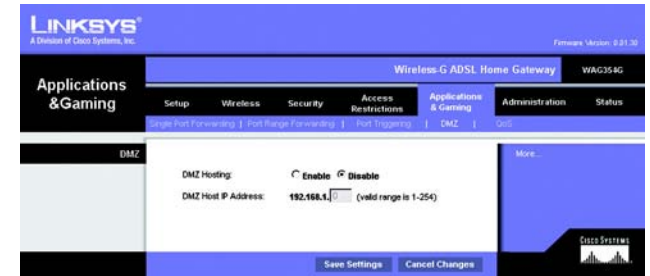 LINKSYS®
A Division of Cisco Systems, Inc.
Firmware Version: 0.01.30
Wireless-G ADSL Home Gateway WAG354G
Applications
&Gaming
Setup Wireless Security Access Restrictions Applications & Gaming Administration Status
Single Port Forwarding | Port Range Forwarding | Port Triggering | DMZ | QoS
DMZ
More...
DMZ Hosting: Enable Disable
DMZ Host IP Address: 192.168.1. 0 (valid range is 1-254)
CISCO SYSTEMS
Save Settings Cancel Changes